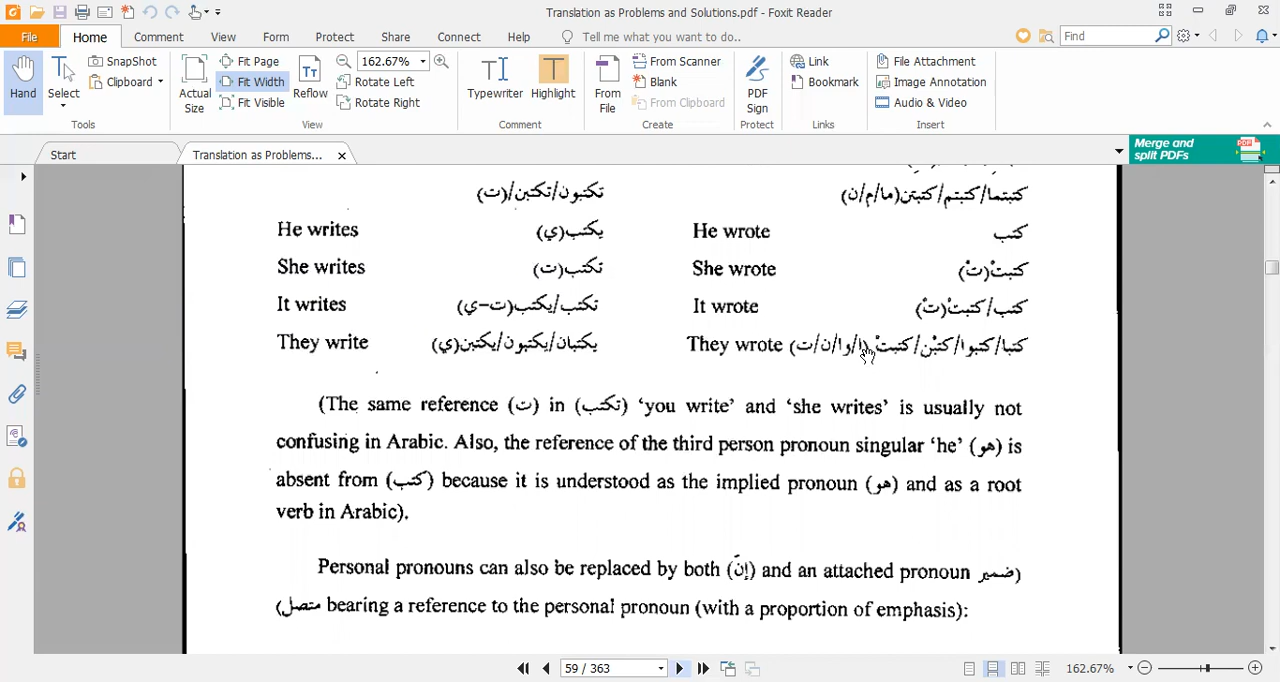 Translation as Problems and Solutions.pdf - Foxit Reader
File Home Comment View Form Protect Share Connect Help Tell me what you want to do.. Find
Hand
Select
SnapShot
Clipboard
Tools
Actual Size
Fit Page
Fit Width
Fit Visible
Reflow
162.67%
Rotate Left
Rotate Right
View
Typewriter
Highlight
Comment
From File
From Scanner
Blank
From Clipboard
Create
PDF Sign
Protect
Link
Bookmark
Links
File Attachment
Image Annotation
Audio & Video
Insert
Start
Translation as Problems...
Merge and split PDFs
تكتبون/تكتبن/(ت) كتبتما/كتبتم/كتبتن(ما/م/ن)
He writes يكتب(ي) He wrote كتب
She writes تكتب(ت) She wrote كتبتْ(تْ)
It writes تكتب/يكتب(ت-ي) It wrote كتب/كتبتْ(تْ)
They write يكتبان/يكتبون/يكتبن(ي) They wrote كتبا/كتبوا/كتبْن/كتبتْ(ا/وا/ن/ت)
(The same reference (ت) in (تكتب) ‘you write’ and ‘she writes’ is usually not
confusing in Arabic. Also, the reference of the third person pronoun singular ‘he’ (هو) is
absent from (كتب) because it is understood as the implied pronoun (هو) and as a root
verb in Arabic).
Personal pronouns can also be replaced by both (إنّ) and an attached pronoun (ضمير
متصل) bearing a reference to the personal pronoun (with a proportion of emphasis):
59 / 363
162.67%